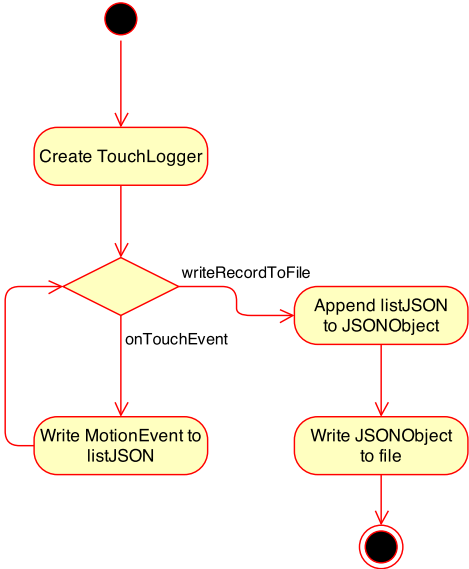 Create TouchLogger
writeRecordToFile
Append listJSON
to JSONObject
onTouchEvent
Write MotionEvent to
listJSON
Write JSONObject
to file